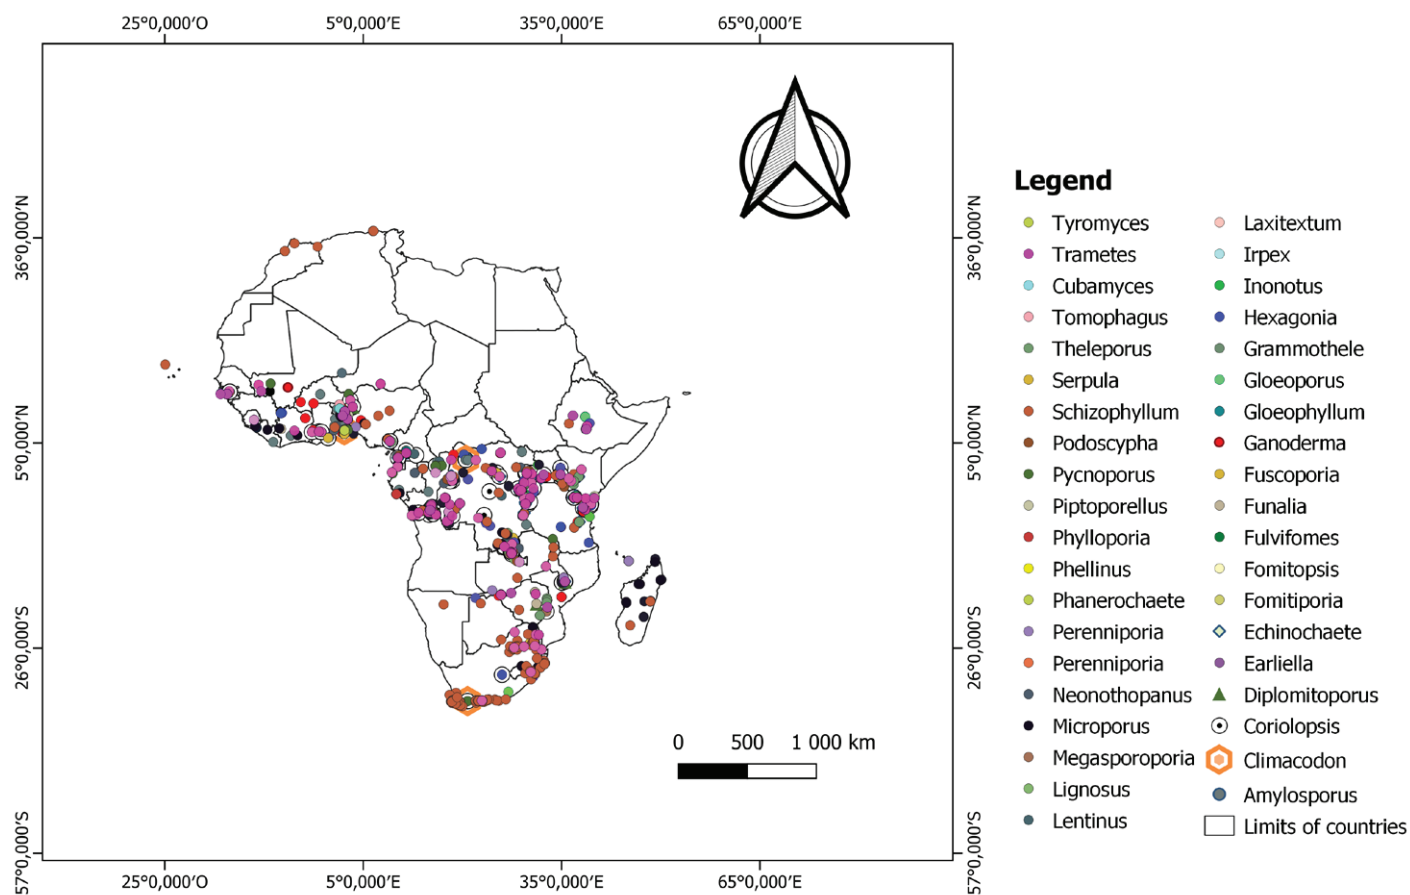 25°0,000′O 5°0,000′E 35°0,000′E 65°0,000′E
36°0,000′N 36°0,000′N
5°0,000′N 5°0,000′N
26°0,000′S 26°0,000′S
57°0,000′S 57°0,000′S
0 500 1 000 km
25°0,000′O 5°0,000′E 35°0,000′E 65°0,000′E
Legend
Tyromyces
Trametes
Cubamyces
Tomophagus
Theleporus
Serpula
Schizophyllum
Podoscypha
Pycnoporus
Piptoporellus
Phylloporia
Phellinus
Phanerochaete
Perenniporia
Perenniporia
Neonothopanus
Microporus
Megasporoporia
Lignosus
Lentinus
Laxitextum
Irpex
Inonotus
Hexagonia
Grammothele
Gloeoporus
Gloeophyllum
Ganoderma
Fuscoporia
Funalia
Fulvifomes
Fomitopsis
Fomitiporia
Echinochaete
Earliella
Diplomitoporus
Coriolopsis
Climacodon
Amylosporus
Limits of countries